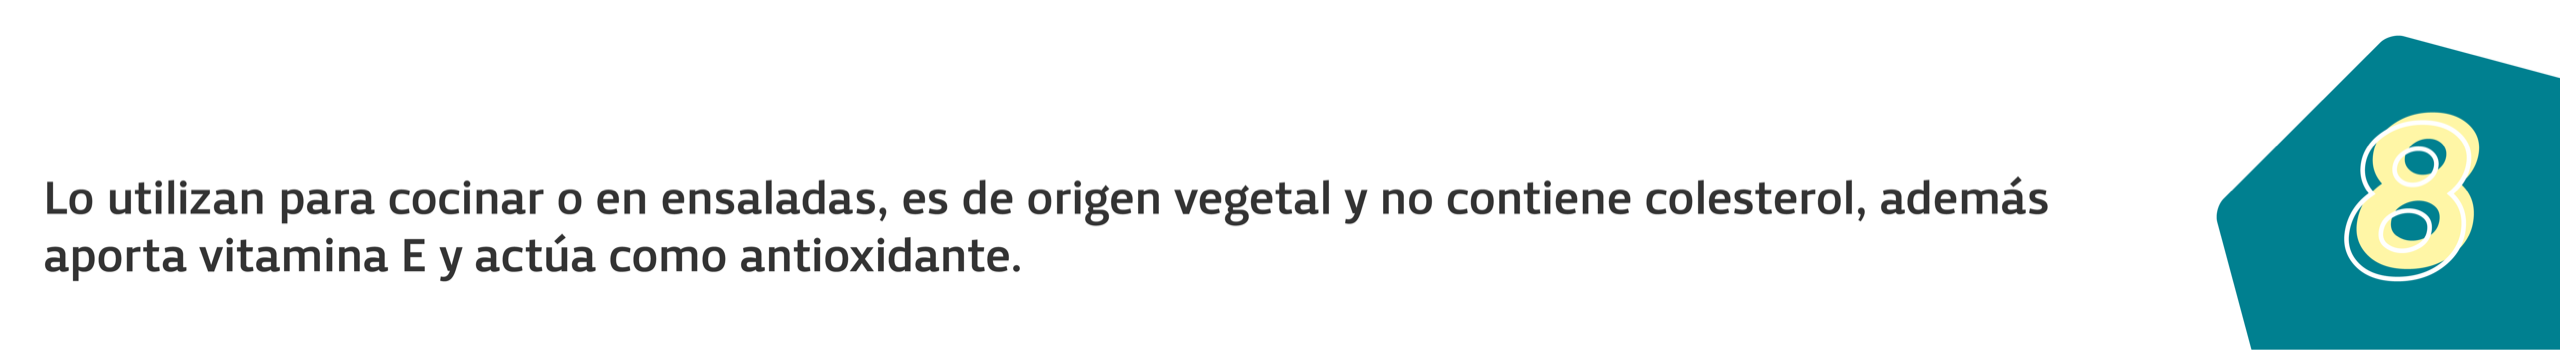 Lo utilizan para cocinar o en ensaladas, es de origen vegetal y no contiene colesterol, además
aporta vitamina E y actúa como antioxidante.
8